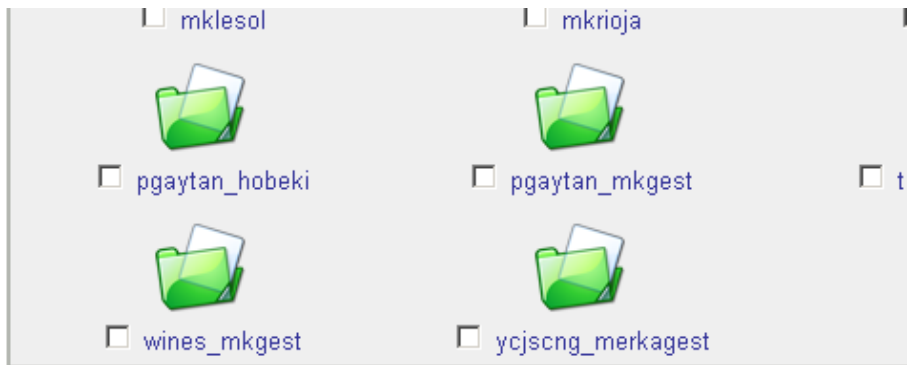 mklesol mkrioja
pgaytan_hobeki pgaytan_mkgest t
wines_mkgest ycjscng_merkagest